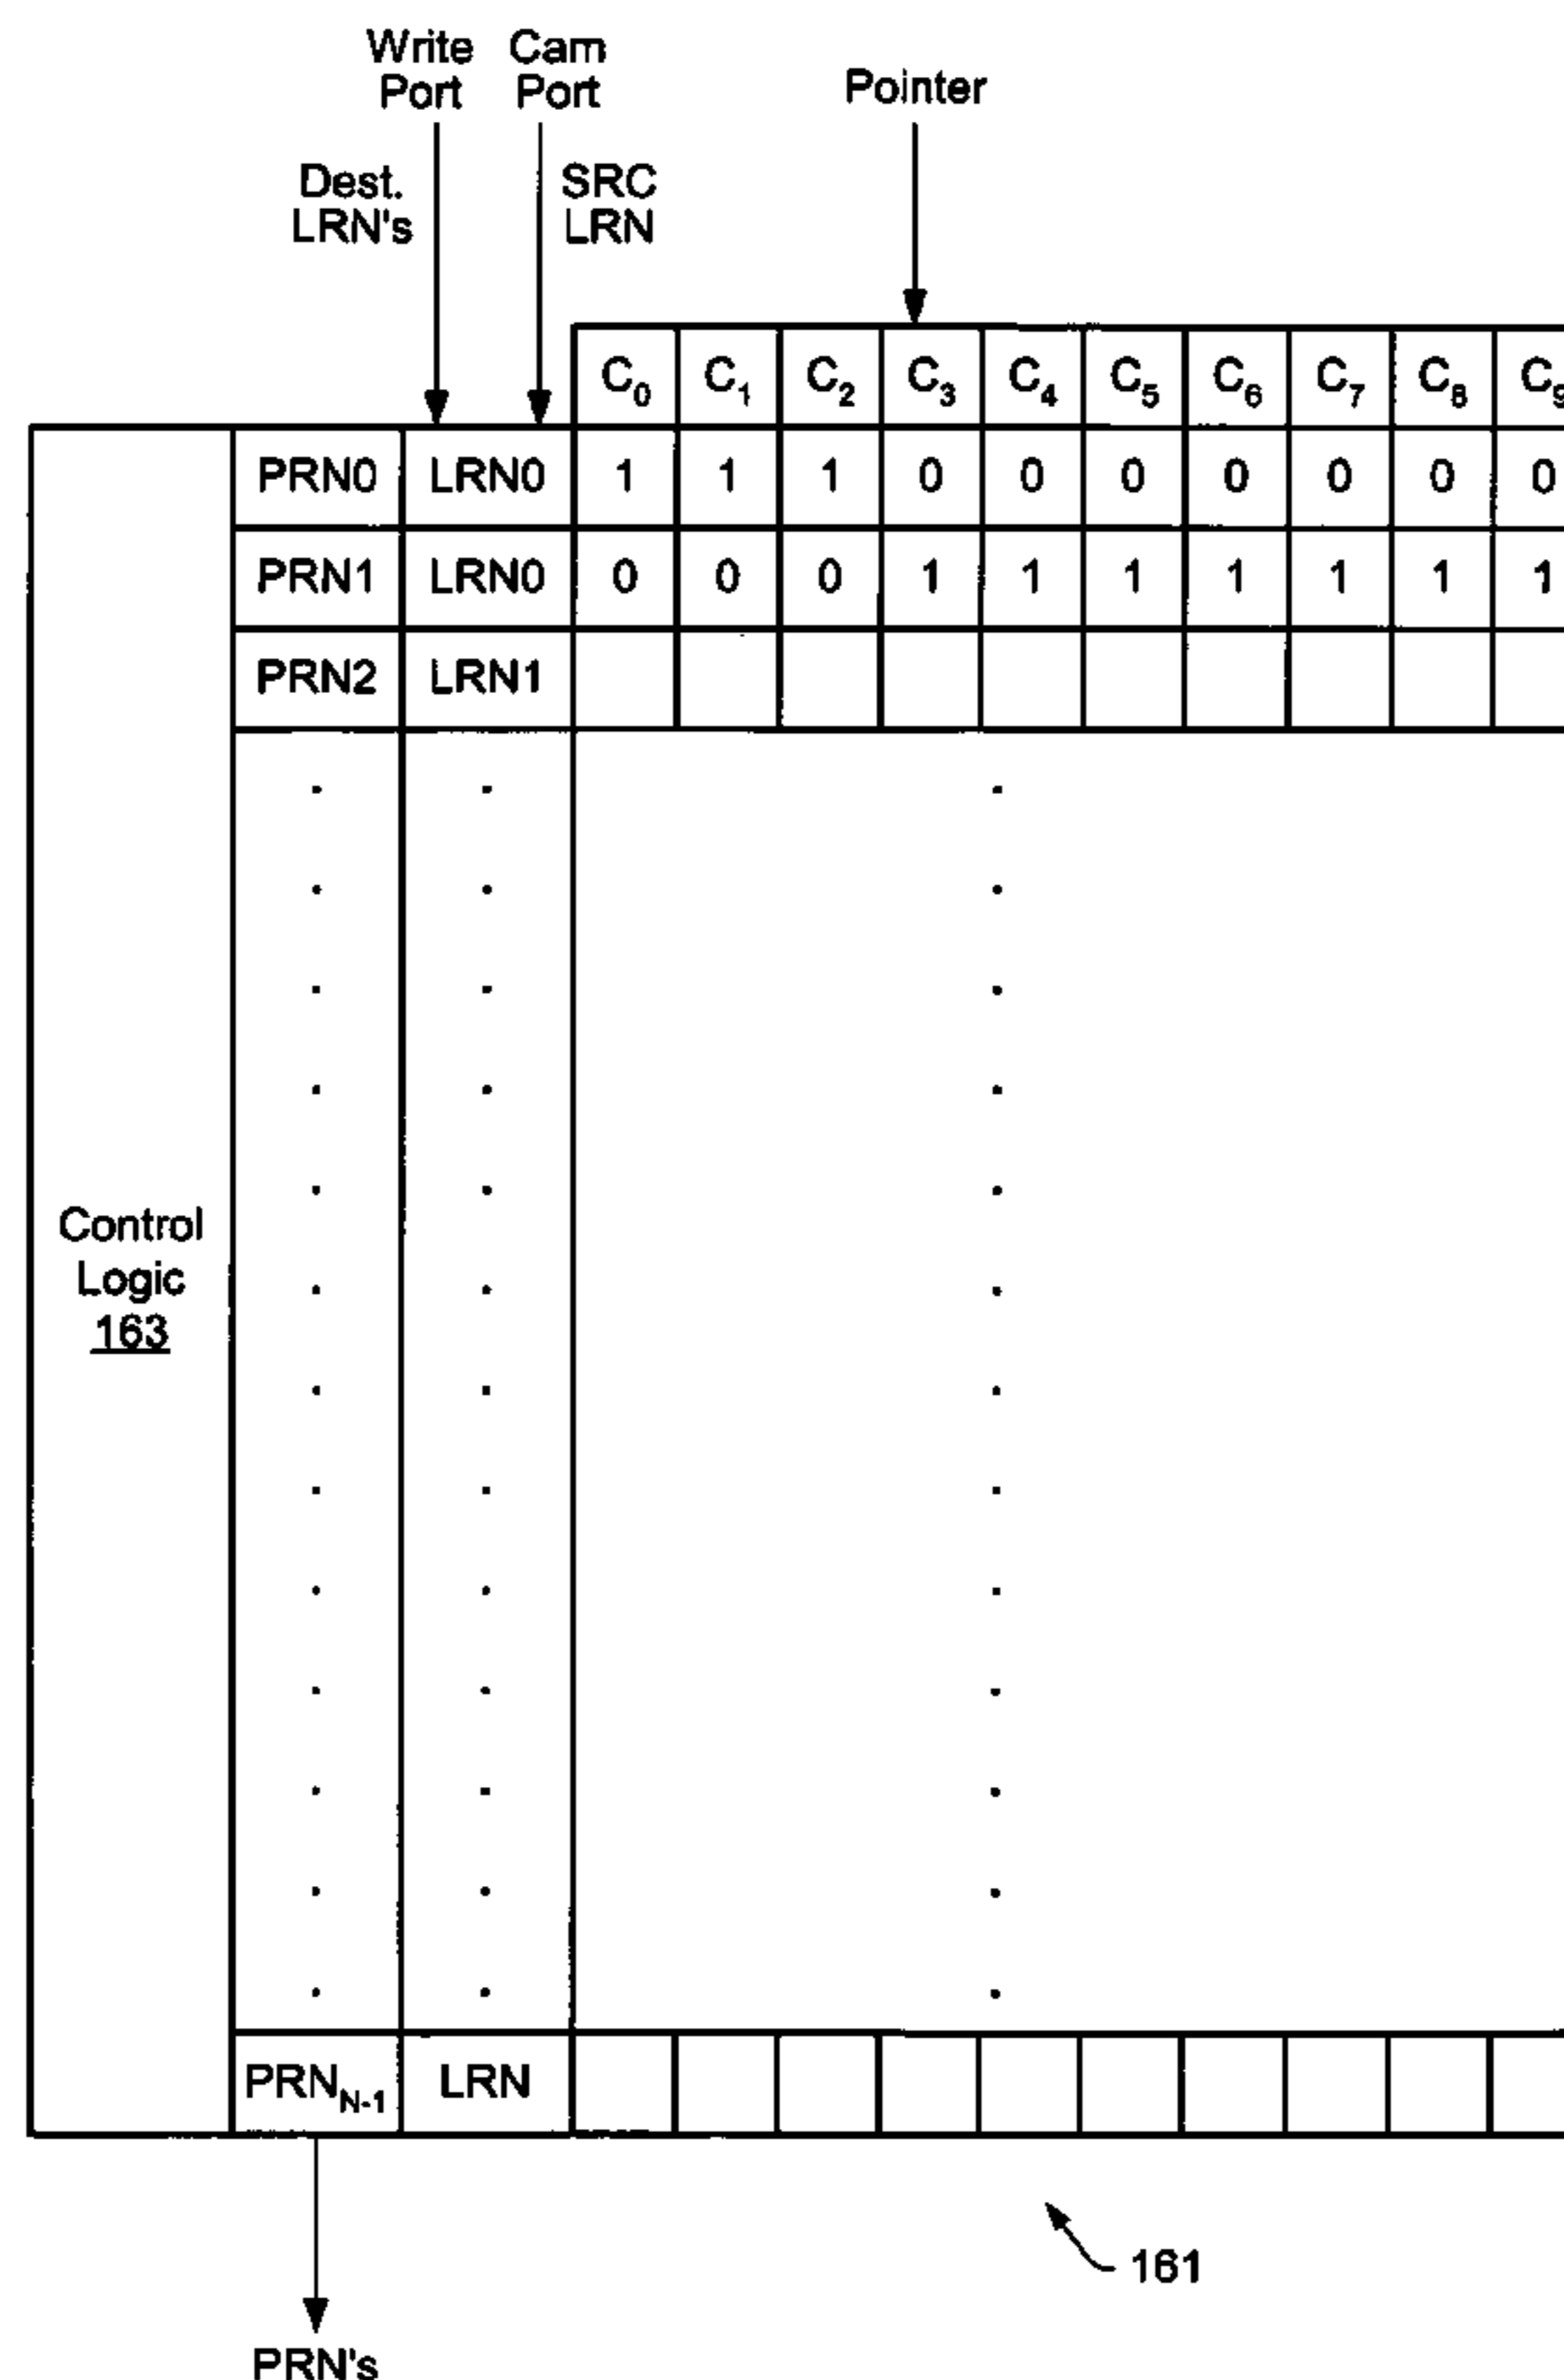 Write Cam
Port Port
Pointer
Dest. SRC
LRN's LRN
C₀ C₁ C₂ C₃ C₄ C₅ C₆ C₇ C₈ C₉
PRN0 LRN0 1 1 1 0 0 0 0 0 0 0
PRN1 LRN0 0 0 0 1 1 1 1 1 1 1
PRN2 LRN1
Control
Logic
163
PRN_N-1 LRN
161
PRN's